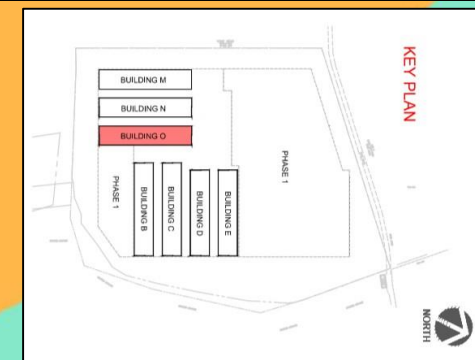 KEY PLAN
BUILDING M
BUILDING N
BUILDING O
PHASE 1
BUILDING B
BUILDING C
BUILDING D
BUILDING E
PHASE 1
NORTH